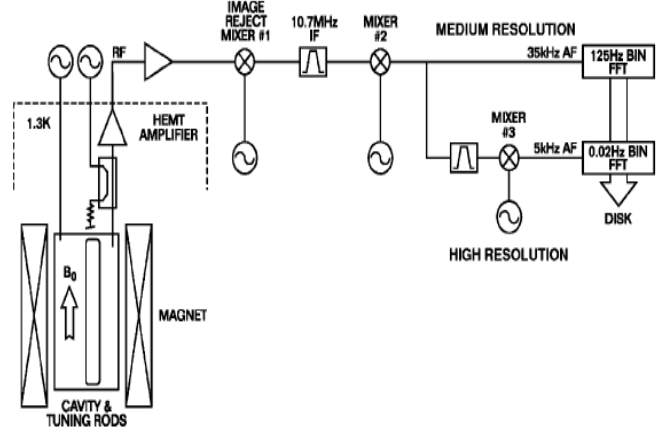 IMAGE
REJECT
MIXER #1
10.7MHz
IF
MIXER
#2
MEDIUM RESOLUTION
RF
35kHz AF
125Hz BIN
FFT
1.3K
HEMT
AMPLIFIER
MIXER
#3
5kHz AF
0.02Hz BIN
FFT
DISK
HIGH RESOLUTION
B0
MAGNET
CAVITY &
TUNING RODS